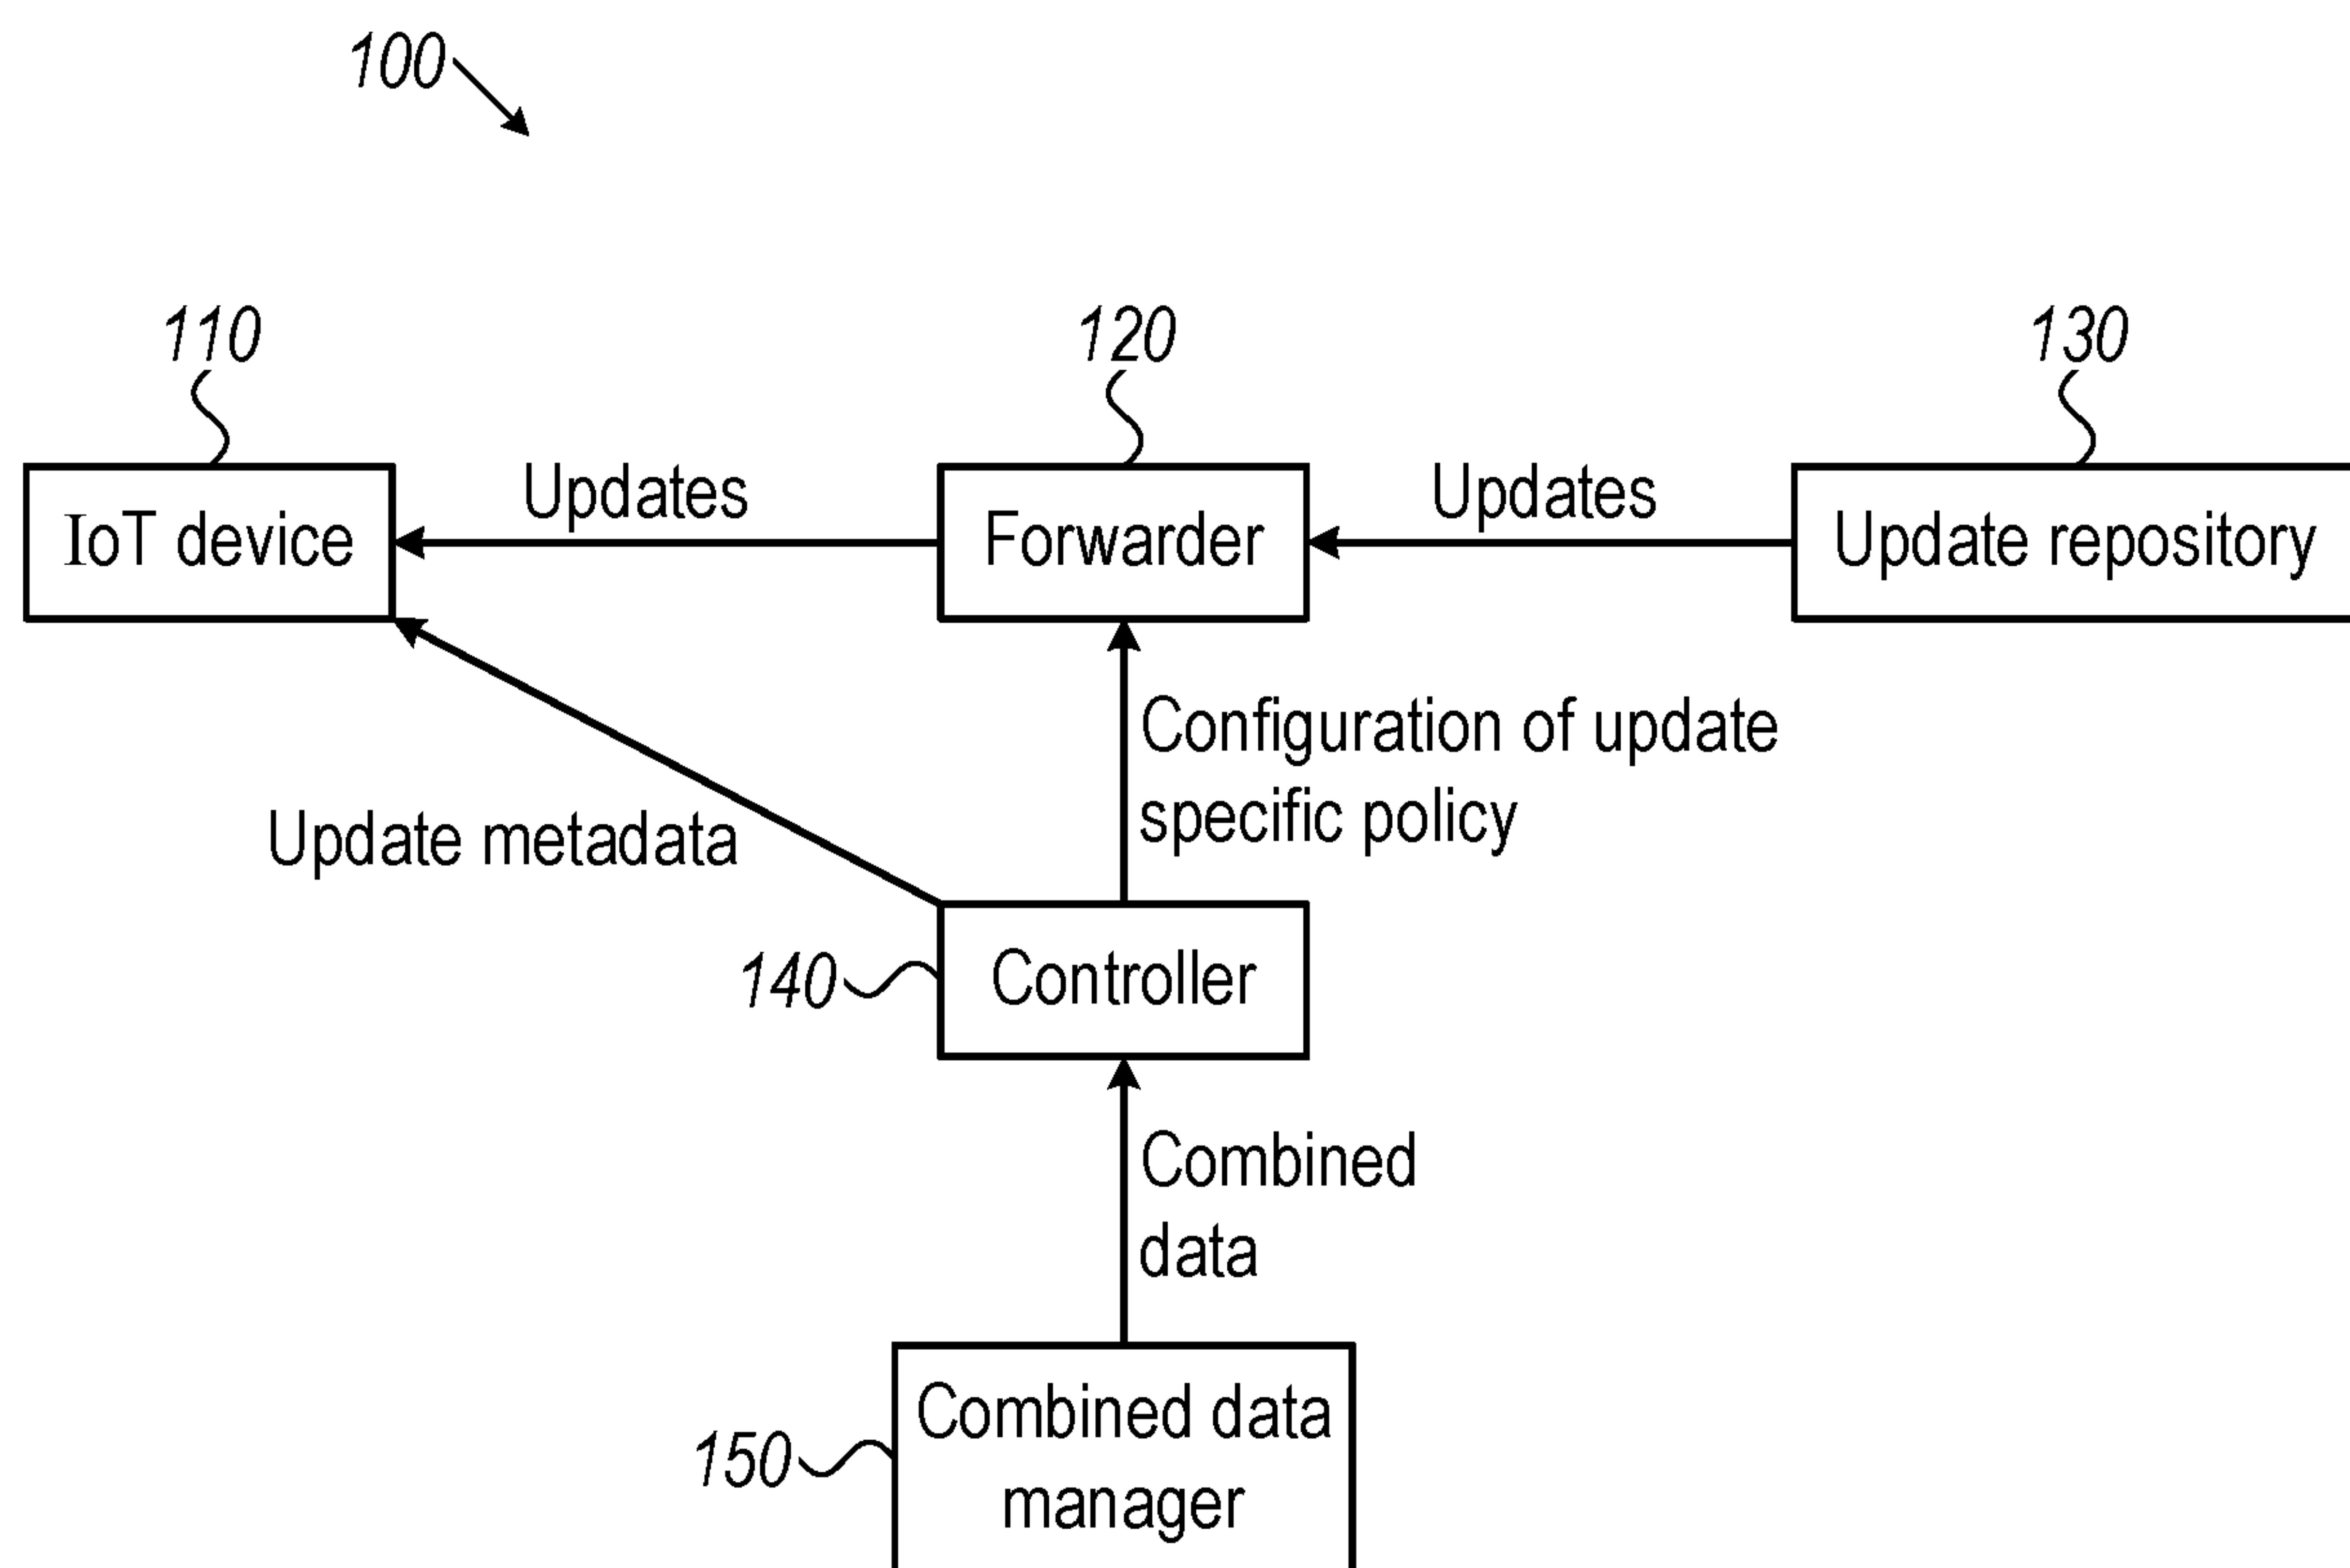 100
110
120
130
Updates
Updates
IoT device
Forwarder
Update repository
Configuration of update
specific policy
Update metadata
140
Controller
Combined
data
Combined data
150
manager